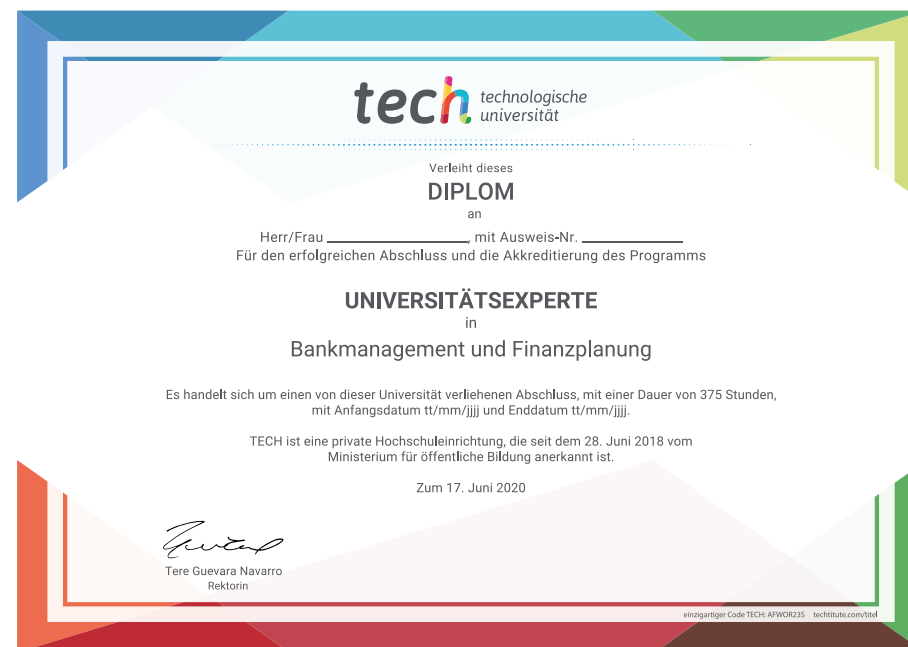 tech technologische
universität
Verleiht dieses
DIPLOM
an
Herr/Frau ____________________, mit Ausweis-Nr. ______________
Für den erfolgreichen Abschluss und die Akkreditierung des Programms
UNIVERSITÄTSEXPERTE
in
Bankmanagement und Finanzplanung
Es handelt sich um einen von dieser Universität verliehenen Abschluss, mit einer Dauer von 375 Stunden,
mit Anfangsdatum tt/mm/jjjj und Enddatum tt/mm/jjjj.
TECH ist eine private Hochschuleinrichtung, die seit dem 28. Juni 2018 vom
Ministerium für öffentliche Bildung anerkannt ist.
Zum 17. Juni 2020
Tere Guevara Navarro
Rektorin
einzigartiger Code TECH: AFWOR23S techtitute.com/titel